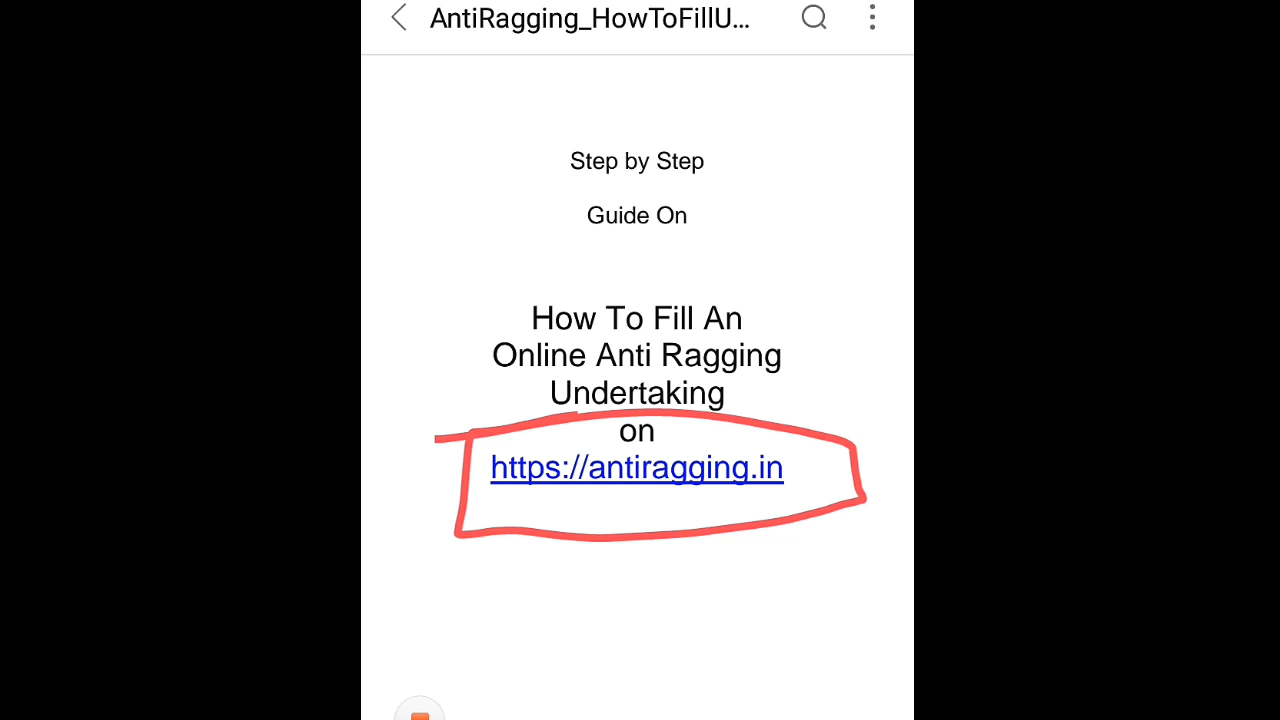 AntiRagging_HowToFillU...
Step by Step
Guide On
How To Fill An
Online Anti Ragging
Undertaking
on
https://antiragging.in